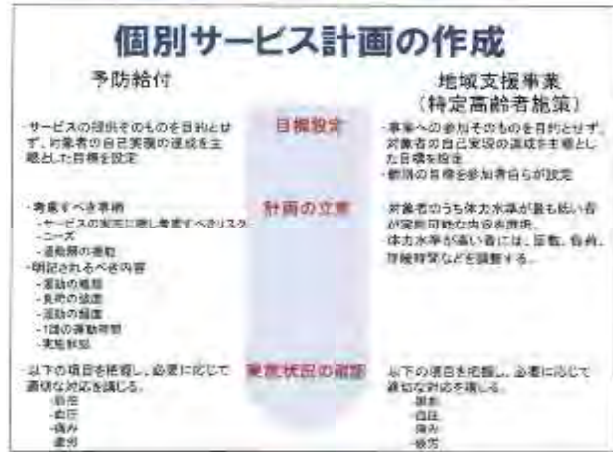 個別サービス計画の作成
予防給付
地域支援事業
(特定高齢者施策)
目標設定
・サービスの提供そのものを目的とせ
ず、対象者の自己実現の達成を主
眼とした目標を設定
・事業への参加そのものを目的とせず、
対象者の自己実現の達成を主眼とし
た目標を設定
・個別の目標を参加者自らが設定
計画の立案
・考慮すべき事柄
-サービスの実施に際し考慮すべきリスク
-ニーズ
・明記されるべき内容
-運動の種類
-負荷の強度
-運動の頻度
-1回の運動時間
-実施期間
・対象者のうち体力水準が最も低い者
が実施可能な内容を
・体力水準が高い者には、回数、負荷、
持続時間などを調整する。
実施状況の確認
・以下の項目を把握し、必要に応じて
適切な対応を講じる。
-血圧
-痛み
-疲労
以下の項目を把握し、必要に応じて
適切な対応を講じる。
-血圧
-痛み
-疲労